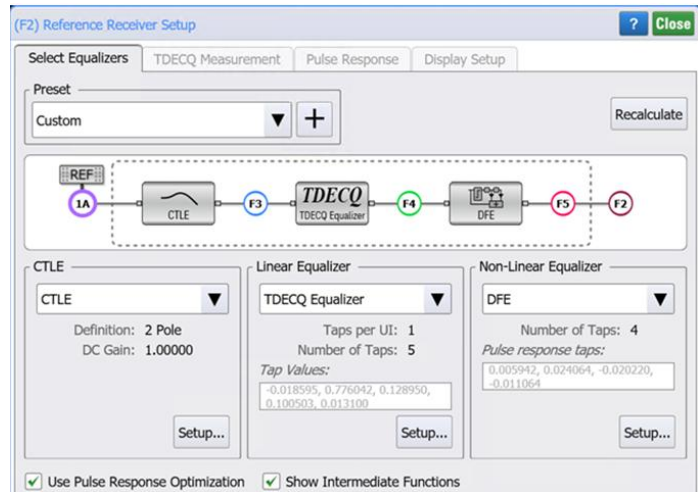 (F2) Reference Receiver Setup
? Close
Select Equalizers TDECQ Measurement Pulse Response Display Setup
Preset
Custom
+
Recalculate
REF
1A
CTLE
F3
TDECQ
TDECQ Equalizer
F4
DFE
F5
F2
CTLE
CTLE
Definition: 2 Pole
DC Gain: 1.00000
Setup...
Linear Equalizer
TDECQ Equalizer
Taps per UI: 1
Number of Taps: 5
Tap Values:
-0.018595, 0.776042, 0.128950,
0.100503, 0.013100
Setup...
Non-Linear Equalizer
DFE
Number of Taps: 4
Pulse response taps:
0.005942, 0.024064, -0.020220,
-0.011064
Setup...
Use Pulse Response Optimization
Show Intermediate Functions